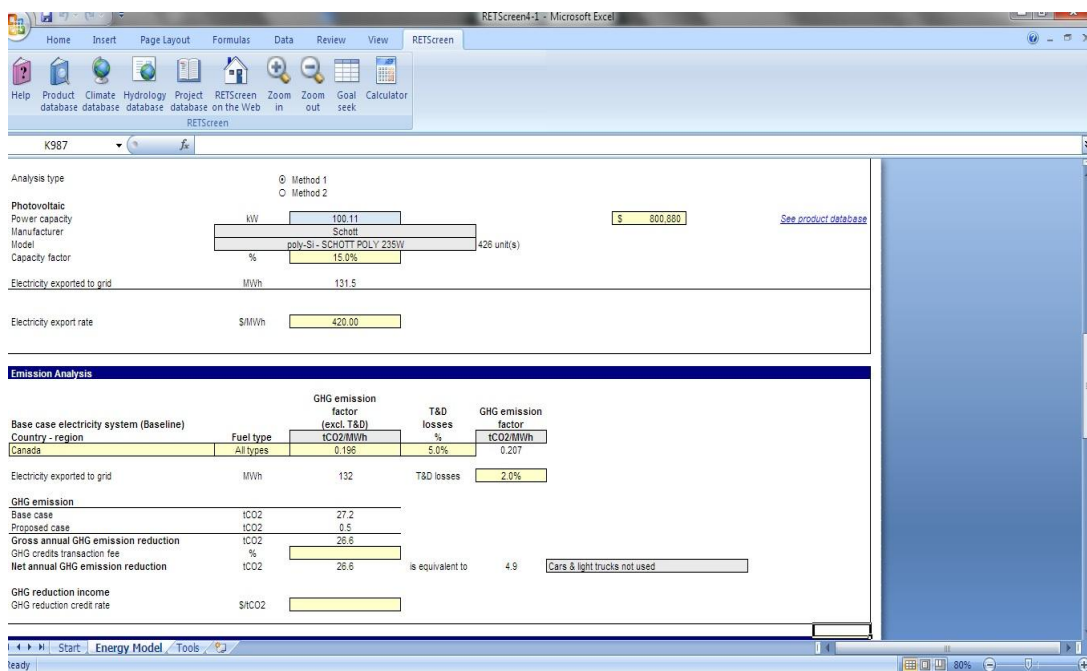 RETScreen4-1 - Microsoft Excel
Home Insert Page Layout Formulas Data Review View RETScreen
Help Product database Climate database Hydrology database Project database RETScreen on the Web Zoom in Zoom out Goal seek Calculator
RETScreen
K987 fx
Analysis type Method 1
Method 2
Photovoltaic
Power capacity kW 100.11 $ 800,880 See product database
Manufacturer Schott
Model poly-Si - SCHOTT POLY 235W 426 unit(s)
Capacity factor % 15.0%
Electricity exported to grid MWh 131.5
Electricity export rate $/MWh 420.00
Emission Analysis
GHG emission
factor T&D GHG emission
Base case electricity system (Baseline) (excl. T&D) losses factor
Country - region Fuel type tCO2/MWh % tCO2/MWh
Canada All types 0.196 5.0% 0.207
Electricity exported to grid MWh 132 T&D losses 2.0%
GHG emission
Base case tCO2 27.2
Proposed case tCO2 0.5
Gross annual GHG emission reduction tCO2 26.6
GHG credits transaction fee %
Net annual GHG emission reduction tCO2 26.6 is equivalent to 4.9 Cars & light trucks not used
GHG reduction income
GHG reduction credit rate $/tCO2
Start Energy Model Tools
Ready 80%